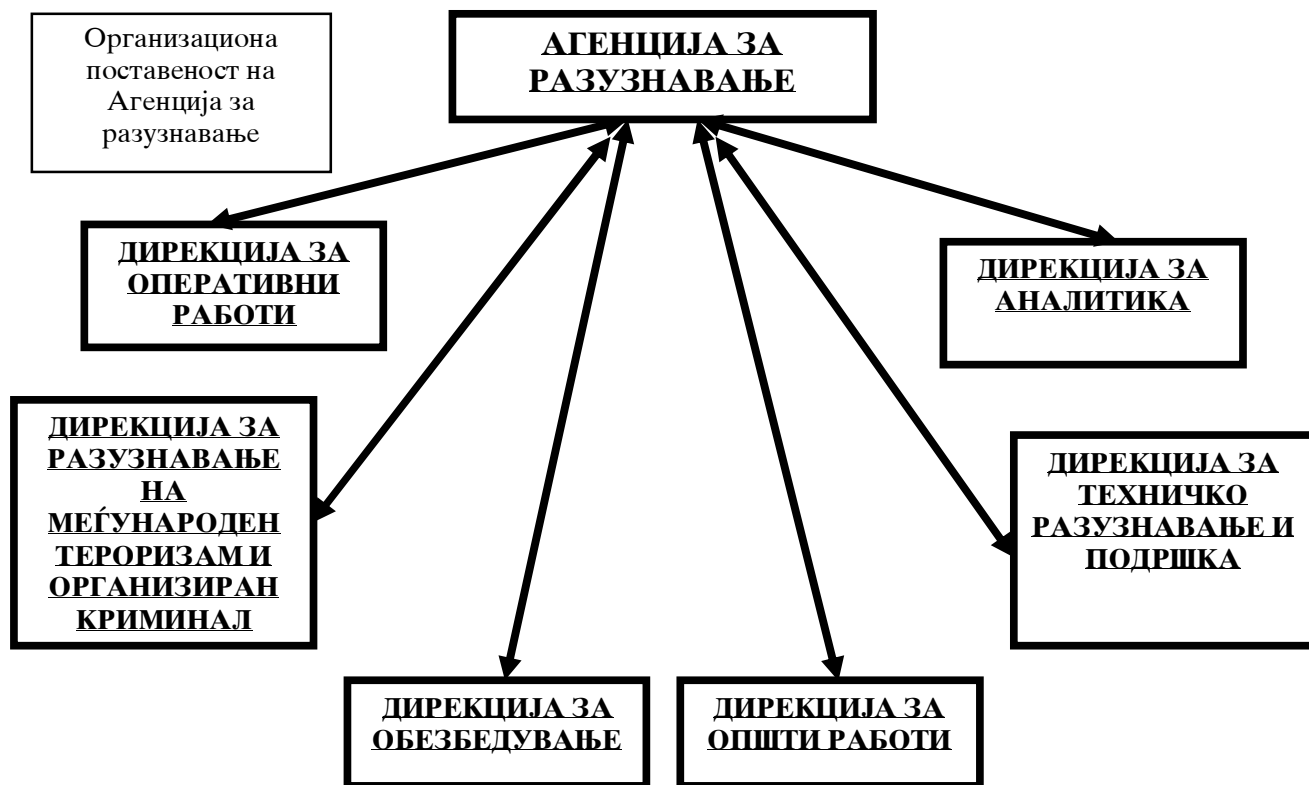 Организациона
поставеност на
Агенција за
разузнавање
АГЕНЦИЈА ЗА
РАЗУЗНАВАЊЕ
ДИРЕКЦИЈА ЗА
ОПЕРАТИВНИ
РАБОТИ
ДИРЕКЦИЈА ЗА
АНАЛИТИКА
ДИРЕКЦИЈА ЗА
РАЗУЗНАВАЊЕ
НА
МЕЃУНАРОДЕН
ТЕРОРИЗАМ И
ОРГАНИЗИРАН
КРИМИНАЛ
ДИРЕКЦИЈА ЗА
ТЕХНИЧКО
РАЗУЗНАВАЊЕ И
ПОДРШКА
ДИРЕКЦИЈА ЗА
ОБЕЗБЕДУВАЊЕ
ДИРЕКЦИЈА ЗА
ОПШТИ РАБОТИ